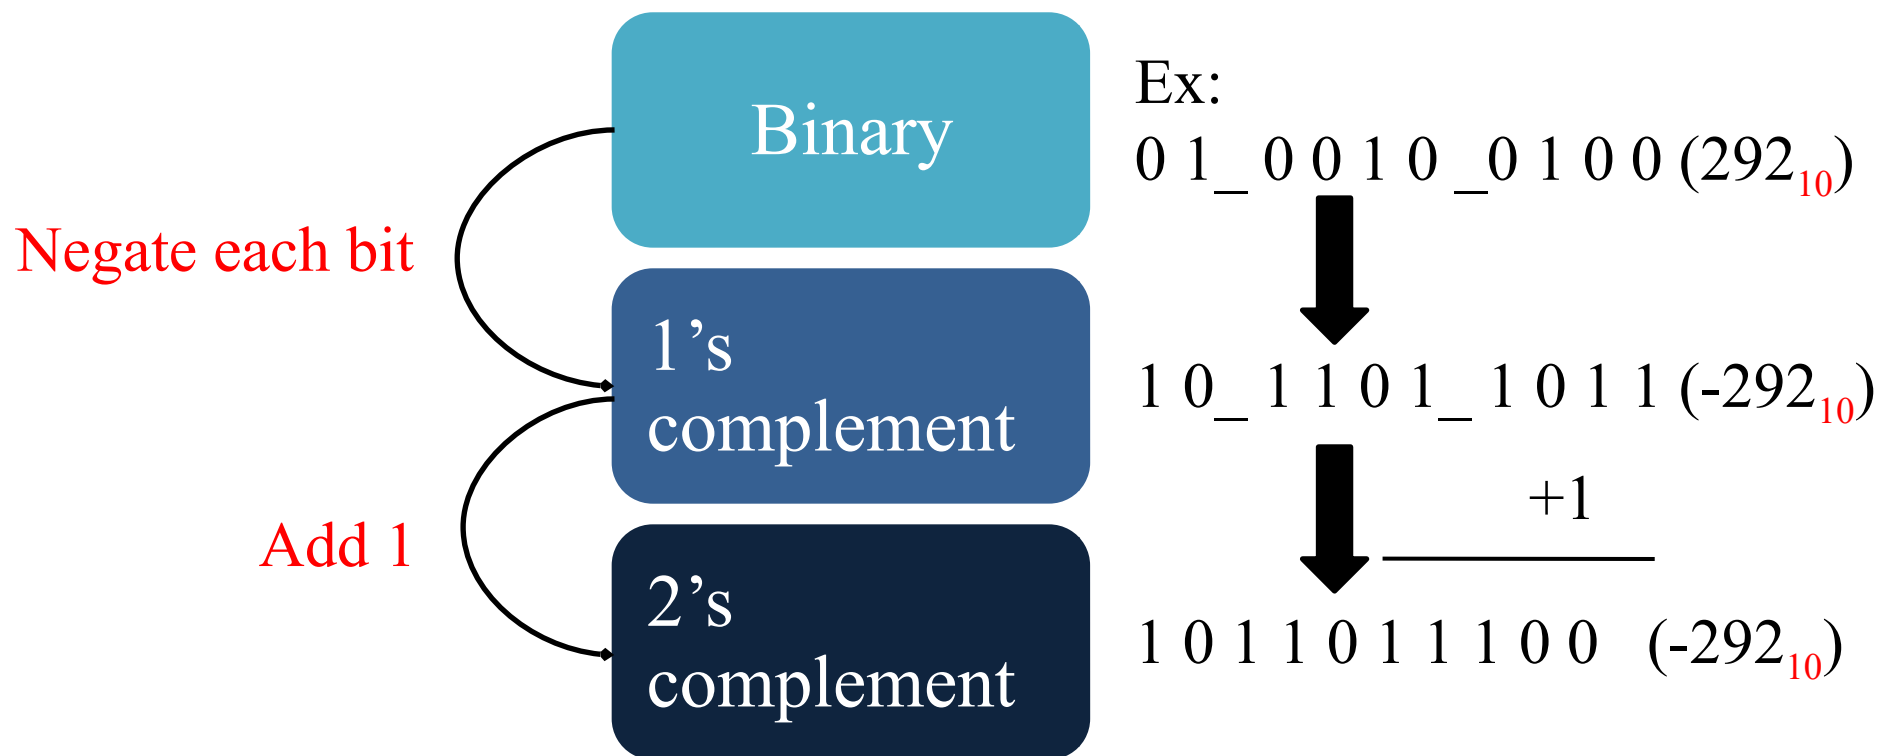 Binary
Ex:
0 1_ 0 0 1 0 _0 1 0 0 (292₁₀)
Negate each bit
1’s
complement
1 0_ 1 1 0 1_ 1 0 1 1 (-292₁₀)
+1
Add 1
2’s
complement
1 0 1 1 0 1 1 1 0 0 (-292₁₀)